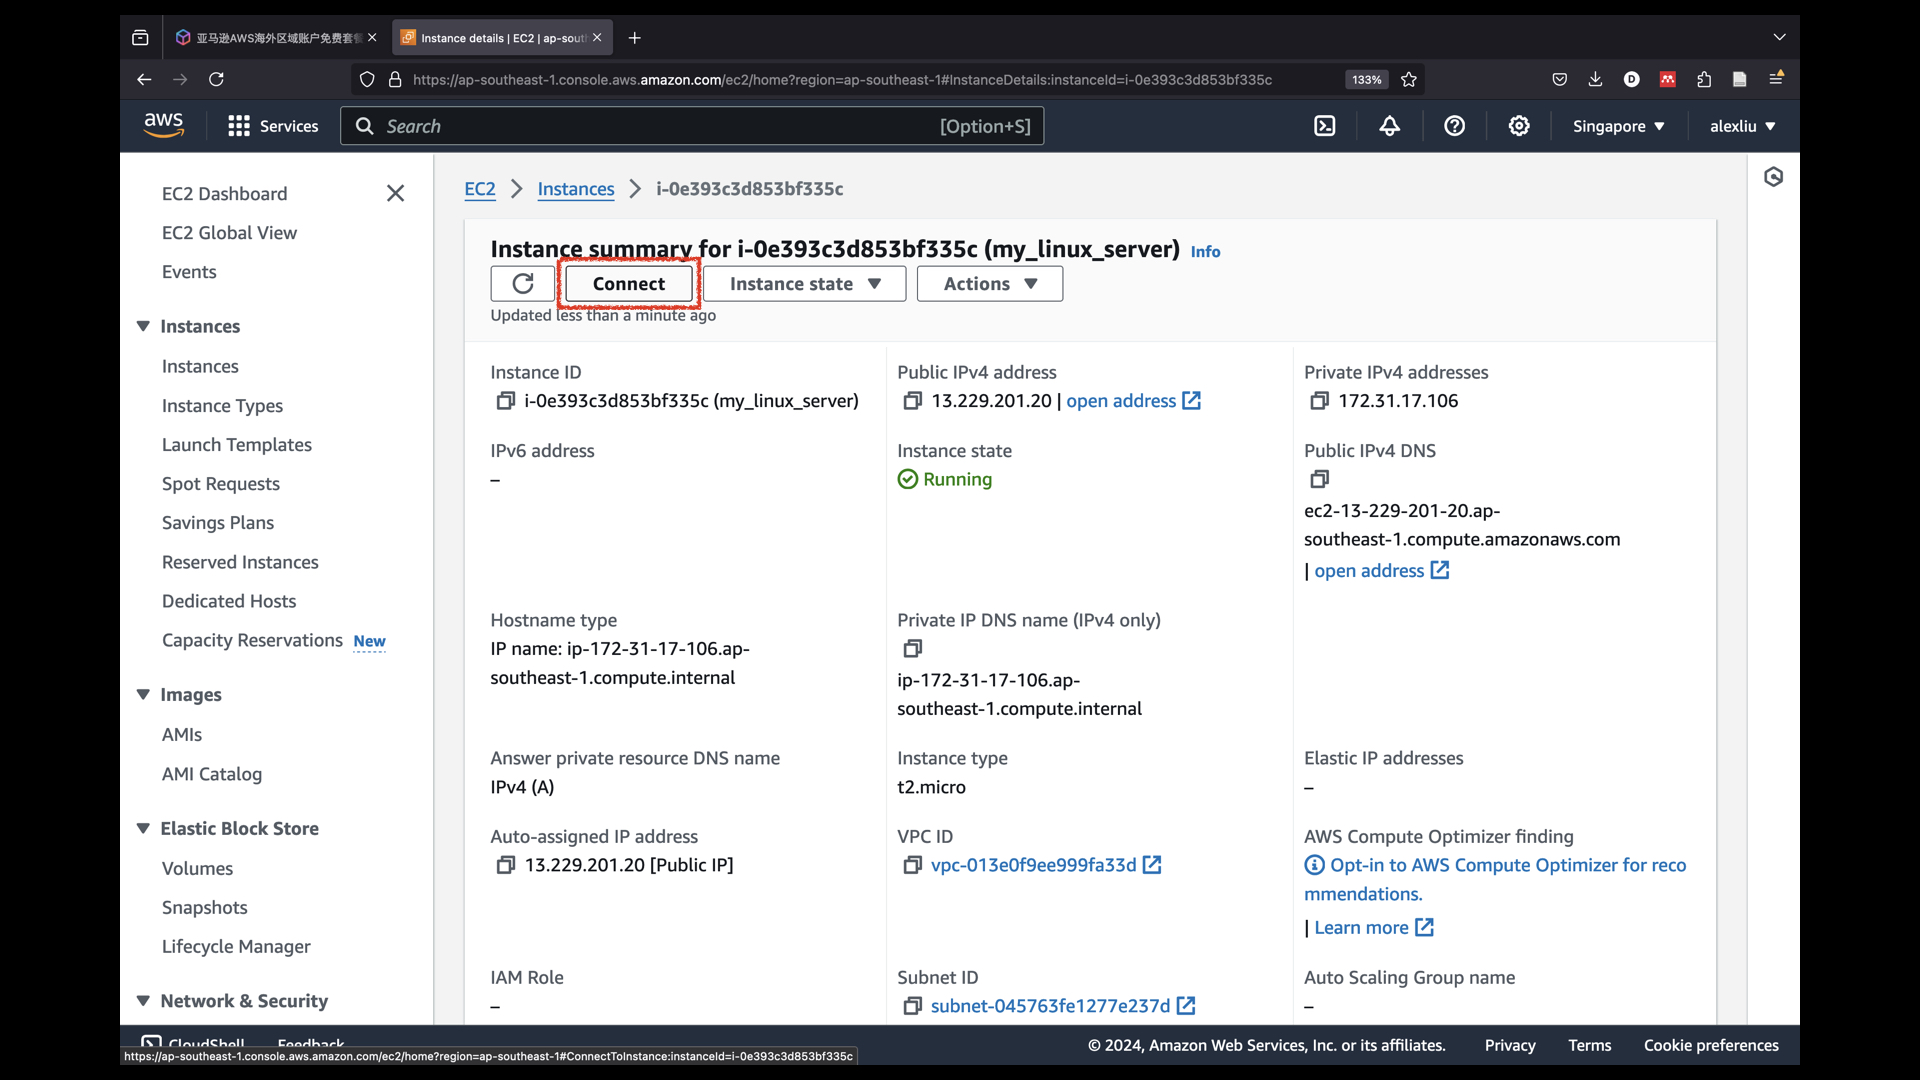 亚马逊AWS海外区域账户免费套餐
Instance details | EC2 | ap-sout
https://ap-southeast-1.console.aws.amazon.com/ec2/home?region=ap-southeast-1#InstanceDetails:instanceId=i-0e393c3d853bf335c
133%
D
aws
Services
Search
[Option+S]
Singapore
alexliu
EC2 Dashboard
EC2 Global View
Events
Instances
Instances
Instance Types
Launch Templates
Spot Requests
Savings Plans
Reserved Instances
Dedicated Hosts
Capacity Reservations New
Images
AMIs
AMI Catalog
Elastic Block Store
Volumes
Snapshots
Lifecycle Manager
Network & Security
EC2
Instances
i-0e393c3d853bf335c
Instance summary for i-0e393c3d853bf335c (my_linux_server) Info
Connect
Instance state
Actions
Updated less than a minute ago
Instance ID
i-0e393c3d853bf335c (my_linux_server)
Public IPv4 address
13.229.201.20 | open address
Private IPv4 addresses
172.31.17.106
IPv6 address
–
Instance state
Running
Public IPv4 DNS
ec2-13-229-201-20.ap-
southeast-1.compute.amazonaws.com
| open address
Hostname type
IP name: ip-172-31-17-106.ap-
southeast-1.compute.internal
Private IP DNS name (IPv4 only)
ip-172-31-17-106.ap-
southeast-1.compute.internal
Answer private resource DNS name
IPv4 (A)
Instance type
t2.micro
Elastic IP addresses
–
Auto-assigned IP address
13.229.201.20 [Public IP]
VPC ID
vpc-013e0f9ee999fa33d
AWS Compute Optimizer finding
Opt-in to AWS Compute Optimizer for reco
mmendations.
| Learn more
IAM Role
–
Subnet ID
subnet-045763fe1277e237d
Auto Scaling Group name
–
CloudShell
Feedback
© 2024, Amazon Web Services, Inc. or its affiliates.
Privacy
Terms
Cookie preferences
https://ap-southeast-1.console.aws.amazon.com/ec2/home?region=ap-southeast-1#ConnectToInstance:instanceId=i-0e393c3d853bf335c